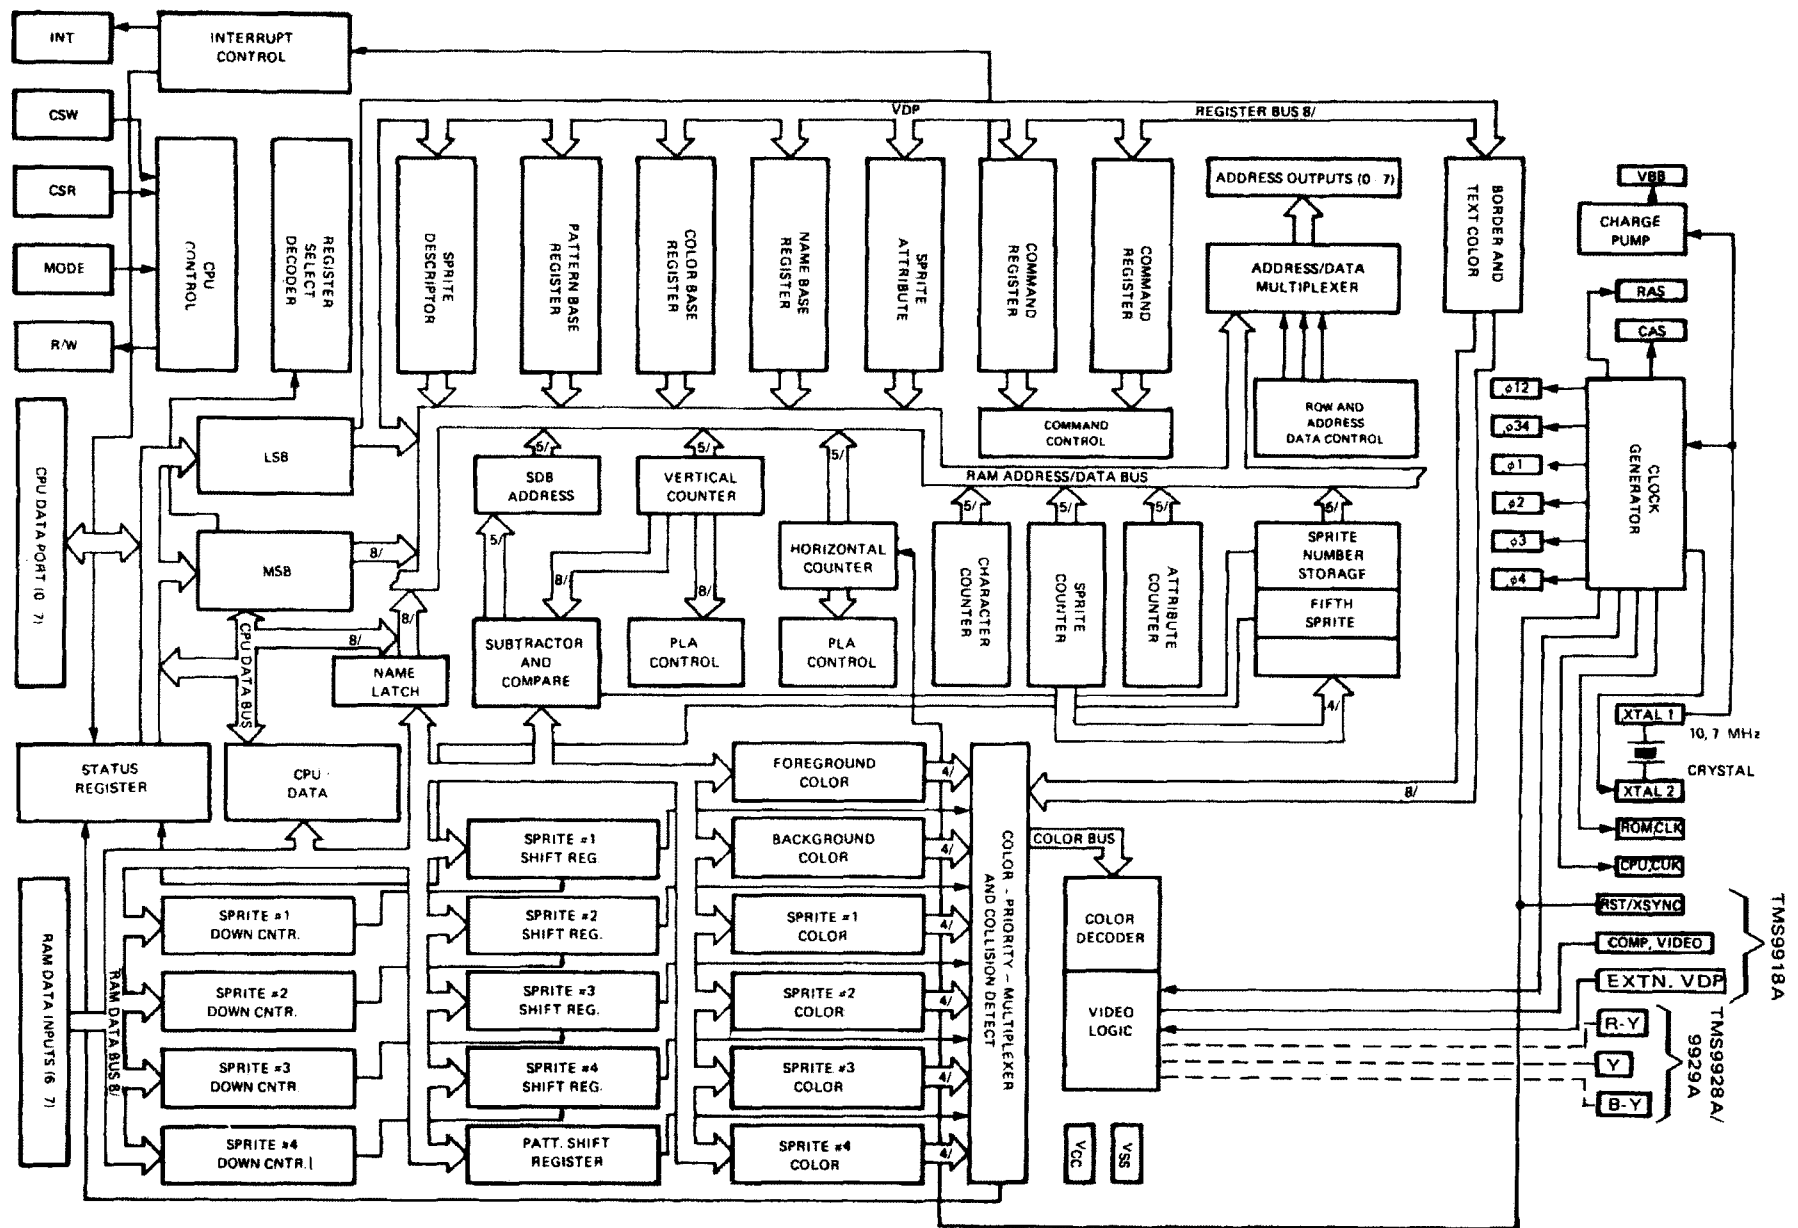 INT
INTERRUPT
CONTROL
CSW
CSR
MODE
R/W
CPU
CONTROL
REGISTER
SELECT
DECODER
VDP
REGISTER BUS 8/
SPRITE
DESCRIPTOR
PATTERN BASE
REGISTER
COLOR BASE
REGISTER
NAME BASE
REGISTER
SPRITE
ATTRIBUTE
COMMAND
REGISTER
COMMAND
REGISTER
ADDRESS OUTPUTS (0 7)
ADDRESS/DATA
MULTIPLEXER
ROW AND
ADDRESS
DATA CONTROL
BORDER AND
TEXT COLOR
VBB
CHARGE
PUMP
RAS
CAS
φ12
φ34
φ1
φ2
φ3
φ4
CLOCK
GENERATOR
CPU DATA PORT (0 7)
LSB
MSB
8/
CPU DATA BUS
8/
8/
NAME
LATCH
5/
SDB
ADDRESS
5/
5/
VERTICAL
COUNTER
8/
8/
SUBTRACTOR
AND
COMPARE
PLA
CONTROL
5/
HORIZONTAL
COUNTER
PLA
CONTROL
COMMAND
CONTROL
RAM ADDRESS/DATA BUS
5/
CHARACTER
COUNTER
5/
SPRITE
COUNTER
5/
ATTRIBUTE
COUNTER
5/
SPRITE
NUMBER
STORAGE
FIFTH
SPRITE
4/
STATUS
REGISTER
CPU
DATA
RAM DATA INPUTS (6 7)
RAM DATA BUS 8/
SPRITE #1
DOWN CNTR.
SPRITE #2
DOWN CNTR.
SPRITE #3
DOWN CNTR.
SPRITE #4
DOWN CNTR.
SPRITE #1
SHIFT REG.
SPRITE #2
SHIFT REG.
SPRITE #3
SHIFT REG.
SPRITE #4
SHIFT REG.
PATT. SHIFT
REGISTER
FOREGROUND
COLOR
4/
BACKGROUND
COLOR
4/
SPRITE #1
COLOR
4/
SPRITE #2
COLOR
4/
SPRITE #3
COLOR
4/
SPRITE #4
COLOR
4/
COLOR - PRIORITY - MULTIPLEXER
AND COLLISION DETECT
8/
COLOR BUS
COLOR
DECODER
VIDEO
LOGIC
VCC
VSS
XTAL 1
10,7 MHz
CRYSTAL
XTAL 2
ROM,CLK
CPU,CUK
RST/XSYNC
COMP, VIDEO
EXTN. VDP
TMS9918A
R-Y
Y
B-Y
TMS9928A/
9929A